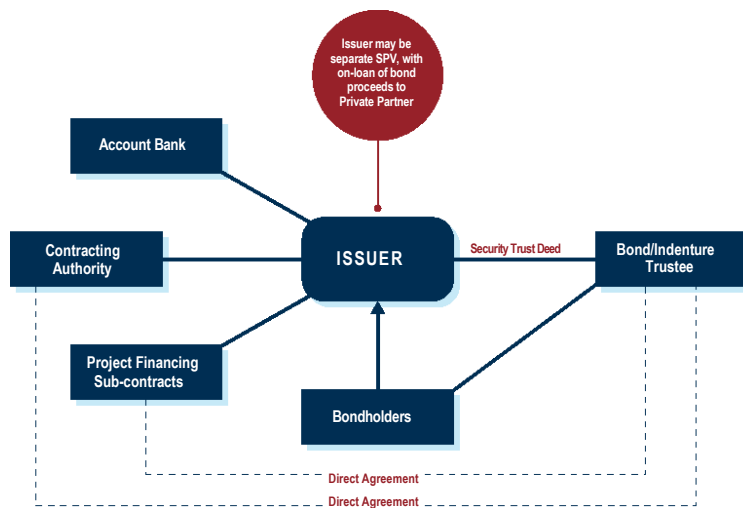 Issuer may be
separate SPV, with
on-loan of bond
proceeds to
Private Partner
Account Bank
Contracting
Authority
ISSUER
Security Trust Deed
Bond/Indenture
Trustee
Project Financing
Sub-contracts
Bondholders
Direct Agreement
Direct Agreement